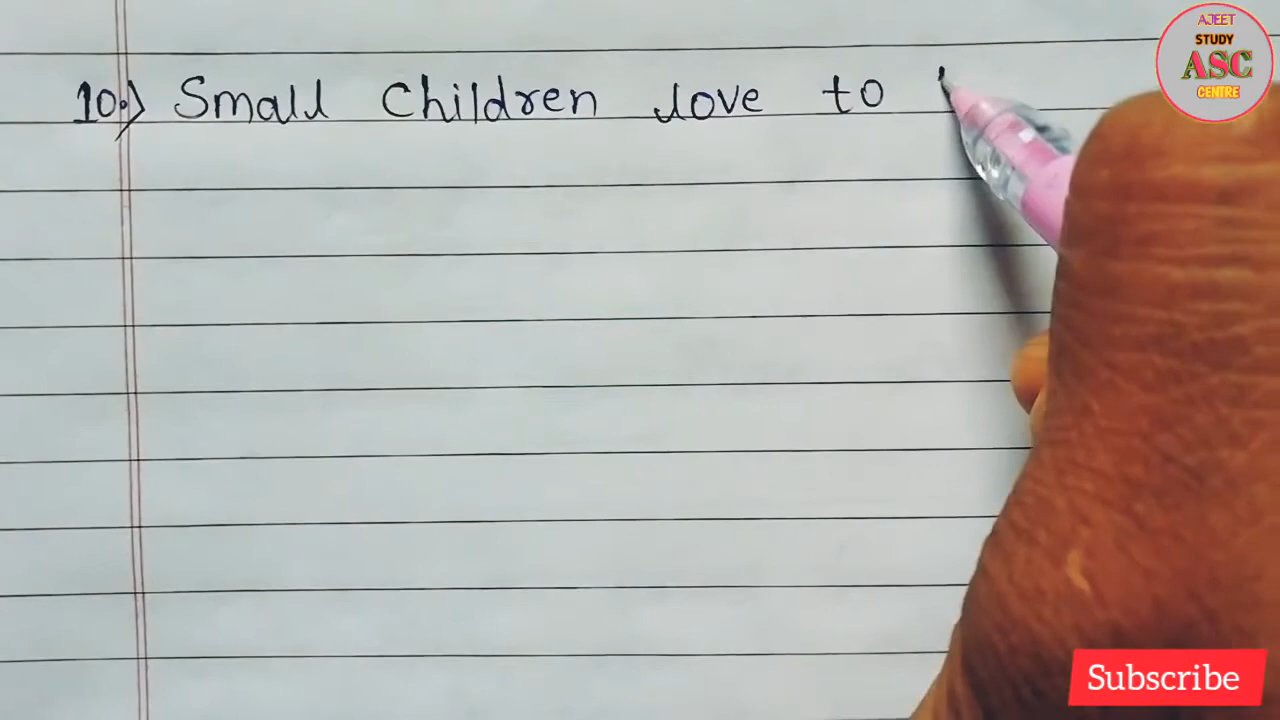 10.) Small Children love to
AJEET
STUDY
ASC
CENTRE
Subscribe